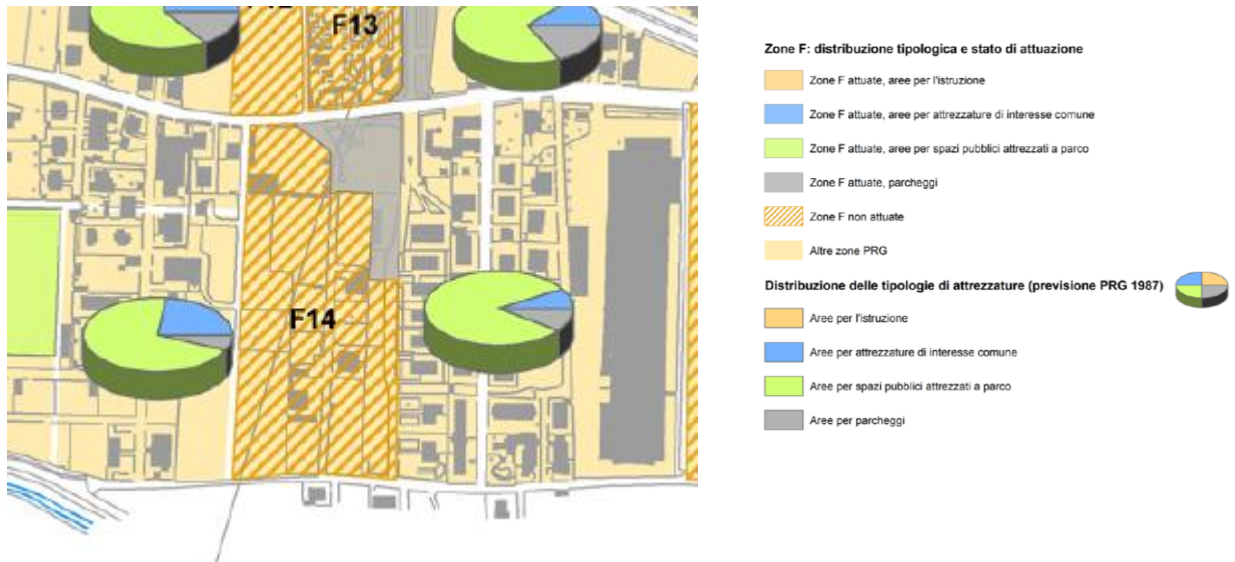 F13
F14
Zone F: distribuzione tipologica e stato di attuazione
Zone F attuate, aree per l'istruzione
Zone F attuate, aree per attrezzature di interesse comune
Zone F attuate, aree per spazi pubblici attrezzati a parco
Zone F attuate, parcheggi
Zone F non attuate
Altre zone PRG
Distribuzione delle tipologie di attrezzature (previsione PRG 1987)
Aree per l'istruzione
Aree per attrezzature di interesse comune
Aree per spazi pubblici attrezzati a parco
Aree per parcheggi